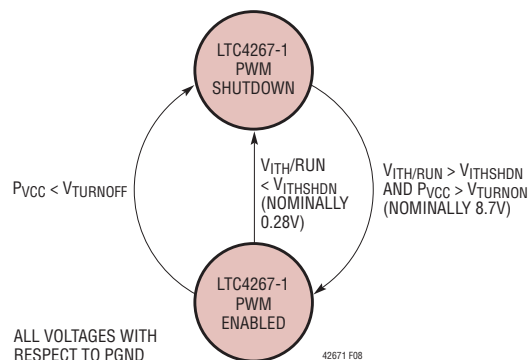 LTC4267-1
PWM
SHUTDOWN
PVCC < VTURNOFF
VITH/RUN
< VITHSHDN
(NOMINALLY
0.28V)
VITH/RUN > VITHSHDN
AND PVCC > VTURNON
(NOMINALLY 8.7V)
LTC4267-1
PWM
ENABLED
ALL VOLTAGES WITH
RESPECT TO PGND
42671 F08